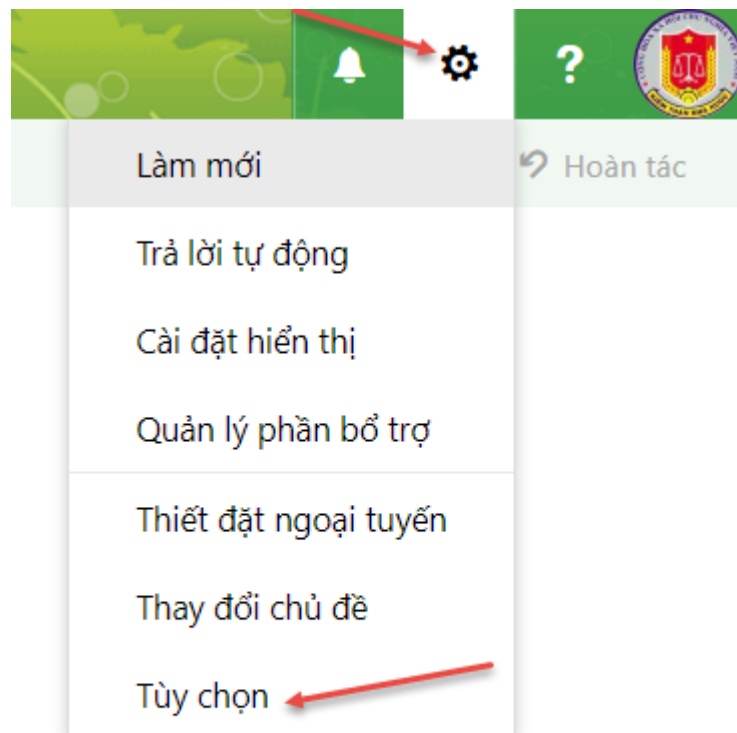 ?
Làm mới
Hoàn tác
Trả lời tự động
Cài đặt hiển thị
Quản lý phần bổ trợ
Thiết đặt ngoại tuyến
Thay đổi chủ đề
Tùy chọn